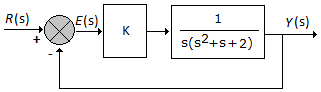 R(s)
E(s)
Y(s)
+
-
K
1
s(s²+s+2)